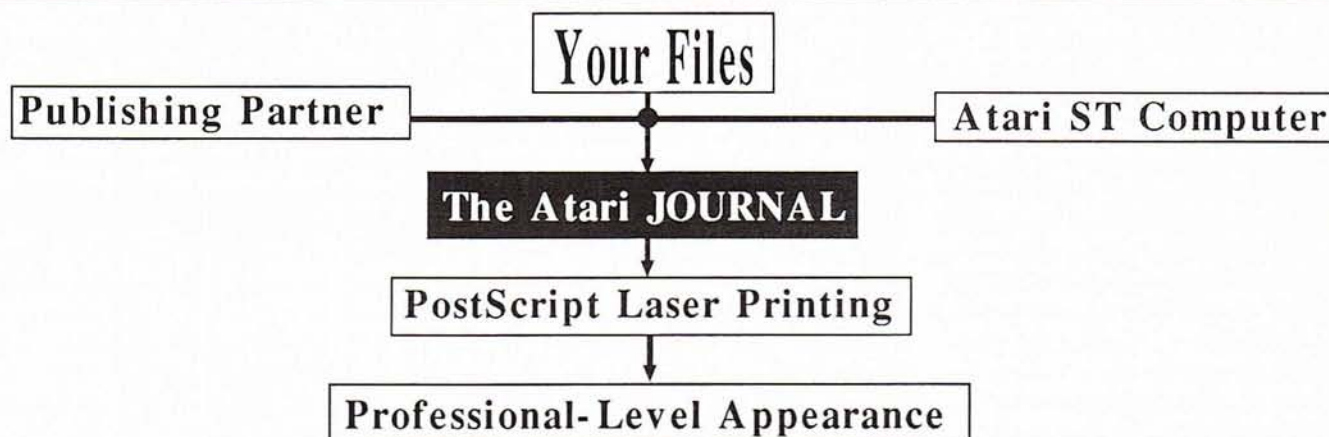 Your Files
Publishing Partner
Atari ST Computer
The Atari JOURNAL
PostScript Laser Printing
Professional-Level Appearance